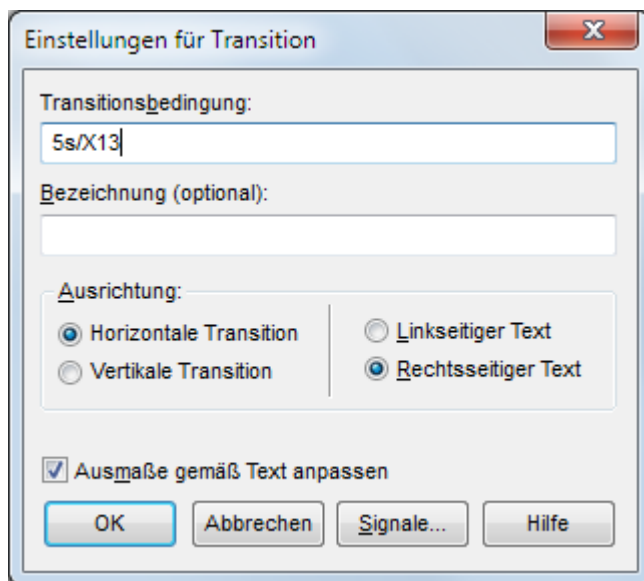 Einstellungen für Transition
Transitionsbedingung:
5s/X13
Bezeichnung (optional):
Ausrichtung:
Horizontale Transition
Linkseitiger Text
Vertikale Transition
Rechtsseitiger Text
Ausmaße gemäß Text anpassen
OK Abbrechen Signale... Hilfe